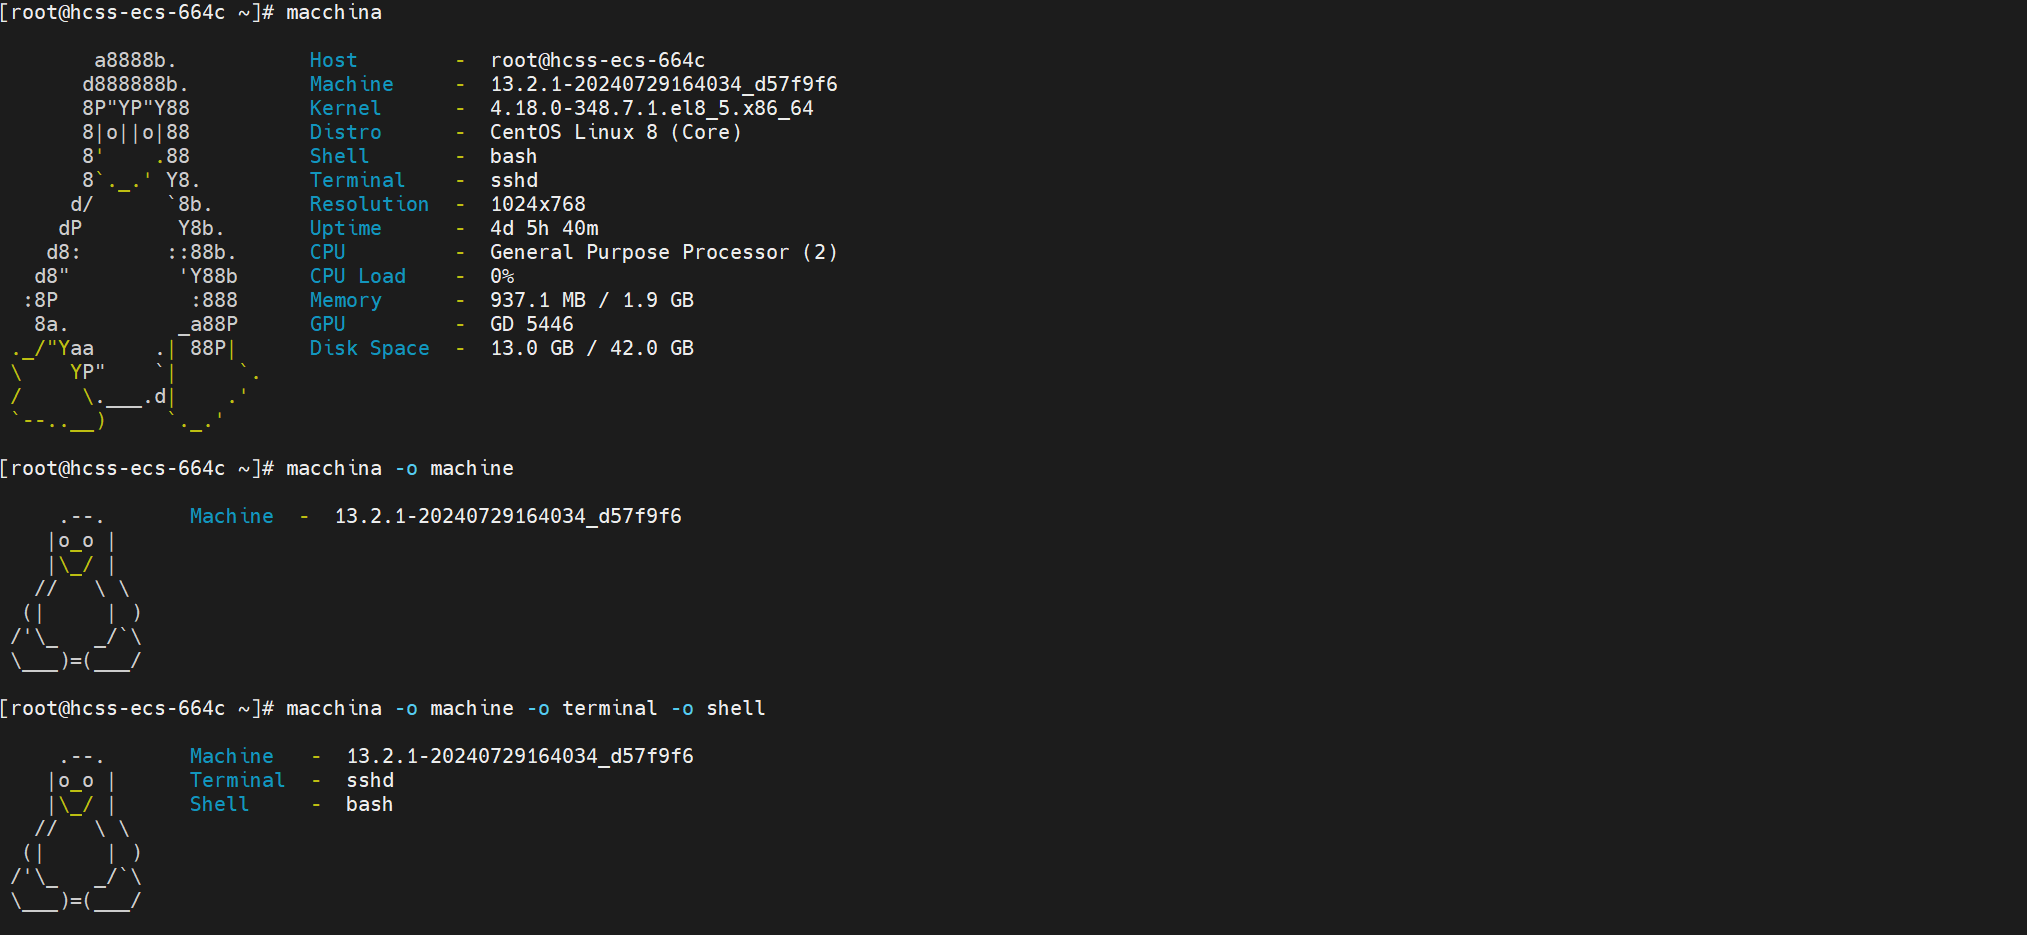 [root@hcss-ecs-664c ~]# macchina
         a8888b.           Host        -  root@hcss-ecs-664c
        d888888b.          Machine     -  13.2.1-20240729164034_d57f9f6
        8P"YP"Y88          Kernel      -  4.18.0-348.7.1.el8_5.x86_64
        8|o||o|88          Distro      -  CentOS Linux 8 (Core)
        8'    .88          Shell       -  bash
        8`._.' Y8.         Terminal    -  sshd
       d/      `8b.        Resolution  -  1024x768
      dP        Y8b.       Uptime      -  4d 5h 40m
     d8:       ::88b.      CPU         -  General Purpose Processor (2)
    d8"         'Y88b      CPU Load    -  0%
   :8P           :888      Memory      -  937.1 MB / 1.9 GB
    8a.         _a88P      GPU         -  GD 5446
  ._/"Yaa     .| 88P|      Disk Space  -  13.0 GB / 42.0 GB
  \    YP"    `|     `.
  /     \.___.d|    .'
  `--..__)     `._.'
[root@hcss-ecs-664c ~]# macchina -o machine
      .--.       Machine  -  13.2.1-20240729164034_d57f9f6
     |o_o |
     |\_/ |
    //   \ \
   (|     | )
  /'\_   _/`\
  \___)=(___/
[root@hcss-ecs-664c ~]# macchina -o machine -o terminal -o shell
      .--.       Machine   -  13.2.1-20240729164034_d57f9f6
     |o_o |      Terminal  -  sshd
     |\_/ |      Shell     -  bash
    //   \ \
   (|     | )
  /'\_   _/`\
  \___)=(___/